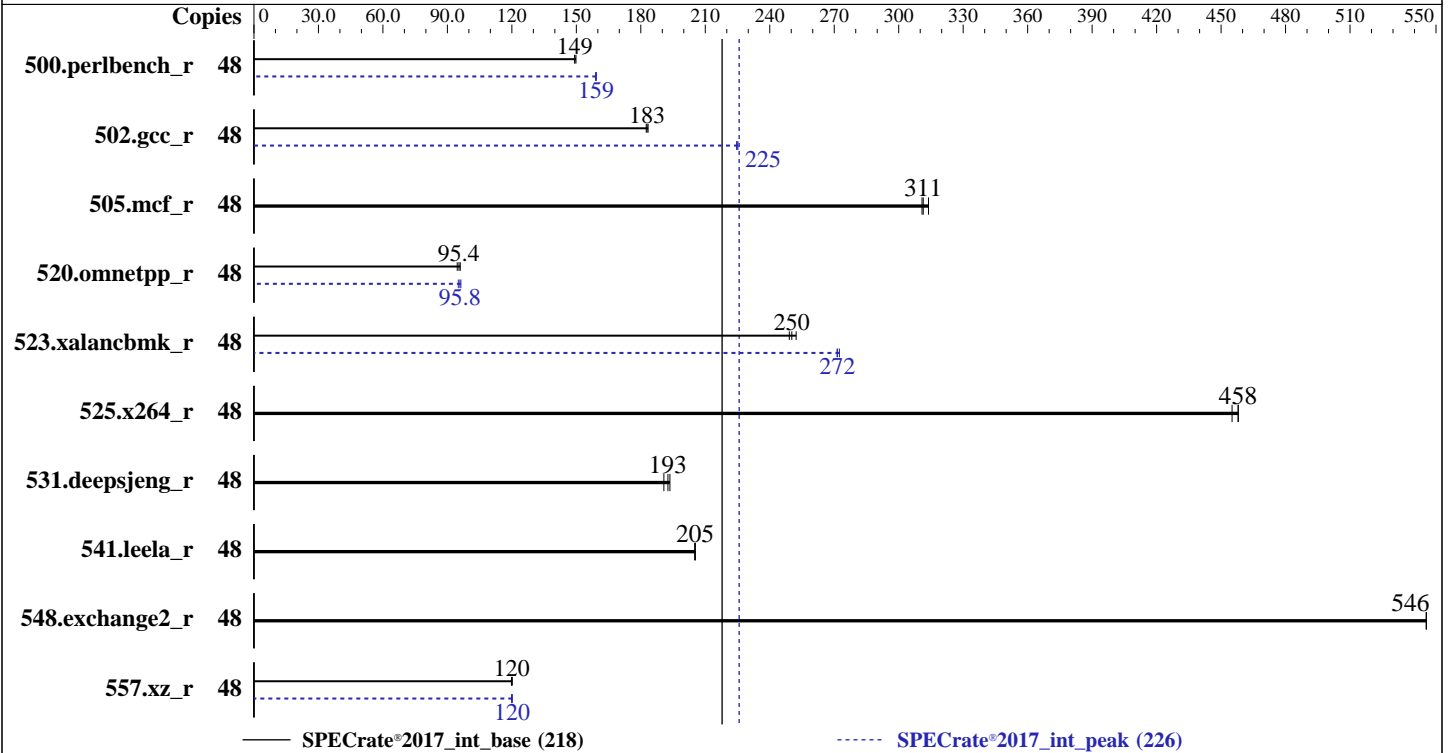 Copies 0 30.0 60.0 90.0 120 150 180 210 240 270 300 330 360 390 420 450 480 510 550
149
500.perlbench_r 48
159
183
502.gcc_r 48
225
311
505.mcf_r 48
95.4
520.omnetpp_r 48
95.8
250
523.xalancbmk_r 48
272
458
525.x264_r 48
193
531.deepsjeng_r 48
205
541.leela_r 48
546
548.exchange2_r 48
120
557.xz_r 48
120
SPECrate®2017_int_base (218) SPECrate®2017_int_peak (226)